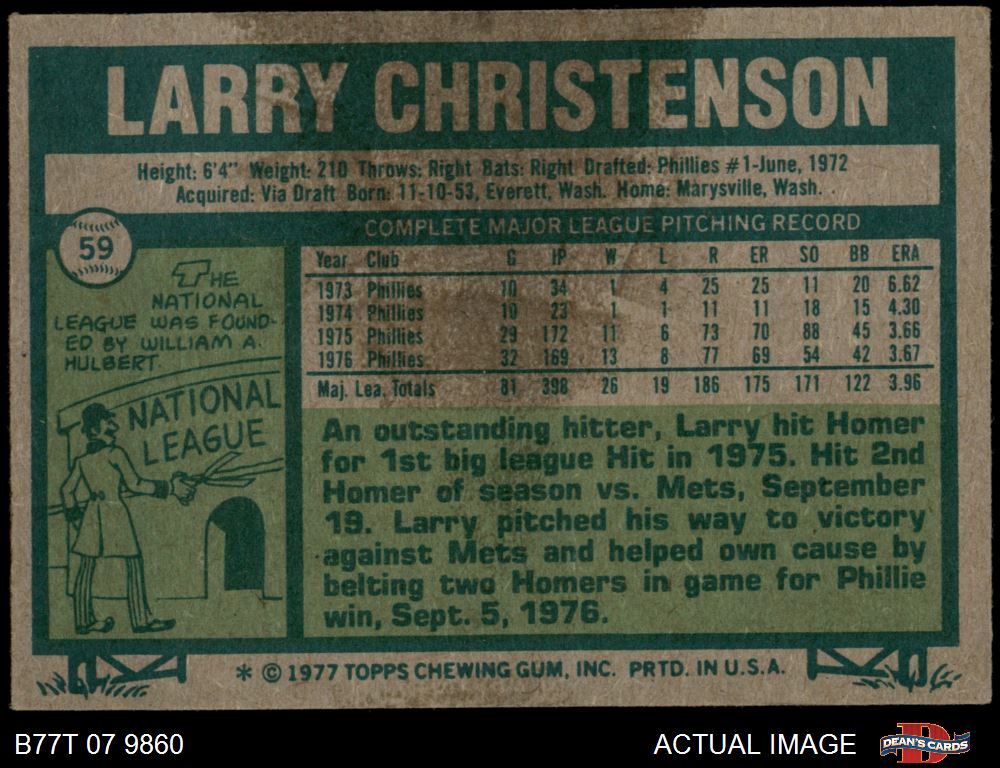 LARRY CHRISTENSON
Height: 6'4" Weight: 210 Throws: Right Bats: Right Drafted: Phillies #1-June, 1972
Acquired: Via Draft Born: 11-10-53, Everett, Wash. Home: Marysville, Wash.
59
THE
NATIONAL
LEAGUE WAS FOUND-
ED BY WILLIAM A.
HULBERT.
NATIONAL
LEAGUE
COMPLETE MAJOR LEAGUE PITCHING RECORD
Year Club G IP W L R ER SO BB ERA
1973 Phillies 10 34 1 4 25 25 11 20 6.62
1974 Phillies 10 23 1 1 11 11 18 15 4.30
1975 Phillies 29 172 11 6 73 70 88 45 3.66
1976 Phillies 32 169 13 8 77 69 54 42 3.67
Maj. Lea. Totals 81 398 26 19 186 175 171 122 3.96
An outstanding hitter, Larry hit Homer
for 1st big league Hit in 1975. Hit 2nd
Homer of season vs. Mets, September
19. Larry pitched his way to victory
against Mets and helped own cause by
belting two Homers in game for Phillie
win, Sept. 5, 1976.
* © 1977 TOPPS CHEWING GUM, INC. PRTD. IN U.S.A.
B77T 07 9860
ACTUAL IMAGE
DEAN'S CARDS